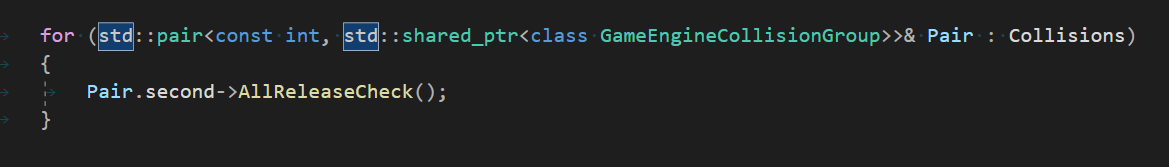 for (std::pair<const int, std::shared_ptr<class GameEngineCollisionGroup>>& Pair : Collisions)
{
Pair.second->AllReleaseCheck();
}